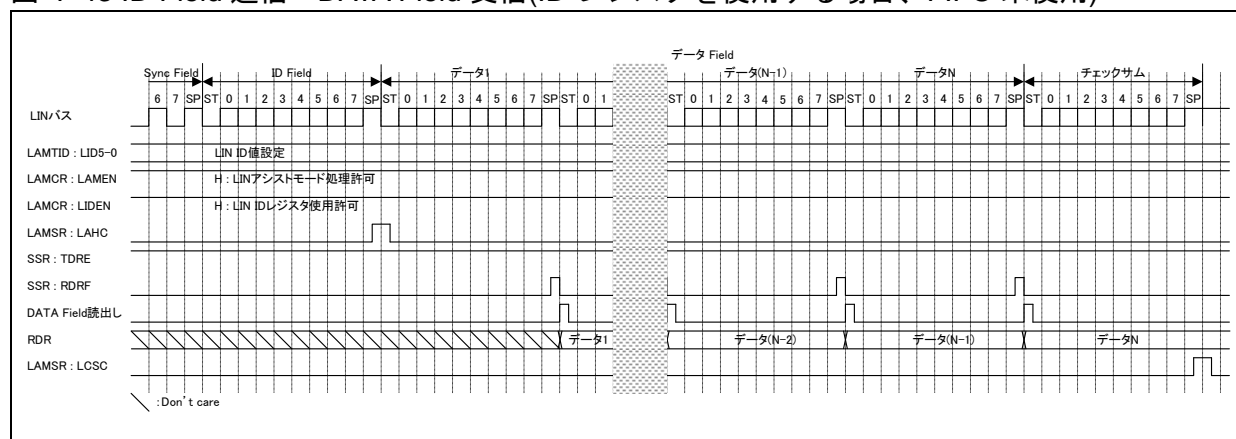 データ Field
Sync Field ID Field データ1 データ(N-1) データN チェックサム
6 7 SP ST 0 1 2 3 4 5 6 7 SP ST 0 1 2 3 4 5 6 7 SP ST 0 1 ST 0 1 2 3 4 5 6 7 SP ST 0 1 2 3 4 5 6 7 SP ST 0 1 2 3 4 5 6 7 SP
LINバス
LAMTID : LID5-0 LIN ID値設定
LAMCR : LAMEN H : LINアシストモード処理許可
LAMCR : LIDEN H : LIN IDレジスタ使用許可
LAMSR : LAHC
SSR : TDRE
SSR : RDRF
DATA Field読出し
RDR データ1 データ(N-2) データ(N-1) データN
LAMSR : LCSC
:Don't care